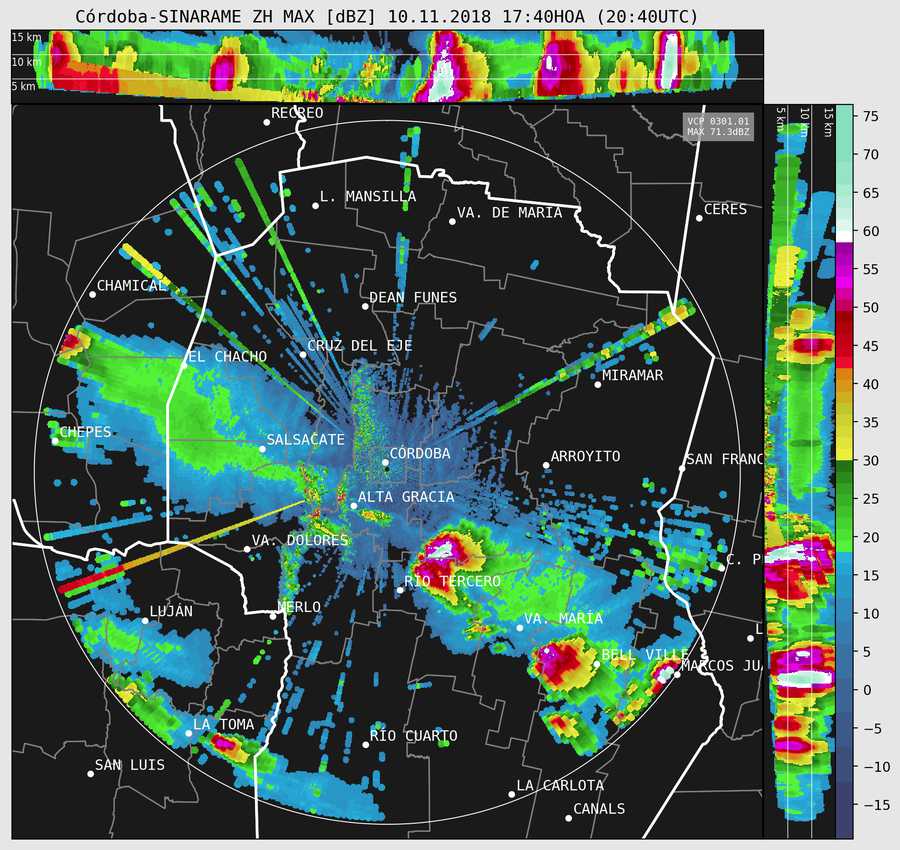 Córdoba-SINARAME ZH MAX [dBZ] 10.11.2018 17:40HOA (20:40UTC)
15 km
10 km
5 km
VCP 0301.01
MAX 71.3dBZ
5 km
10 km
15 km
RECREO
L. MANSILLA
VA. DE MARIA
CERES
CHAMICAL
DEAN FUNES
CRUZ DEL EJE
EL CHACHO
MIRAMAR
CHEPES
SALSACATE
CÓRDOBA
ARROYITO
SAN FRANC
ALTA GRACIA
VA. DOLORES
C. P
RÍO TERCERO
LUJÁN
MERLO
VA. MARÍA
L
BELL VILLE
MARCOS JU
LA TOMA
RÍO CUARTO
SAN LUIS
LA CARLOTA
CANALS
75
70
65
60
55
50
45
40
35
30
25
20
15
10
5
0
−5
−10
−15